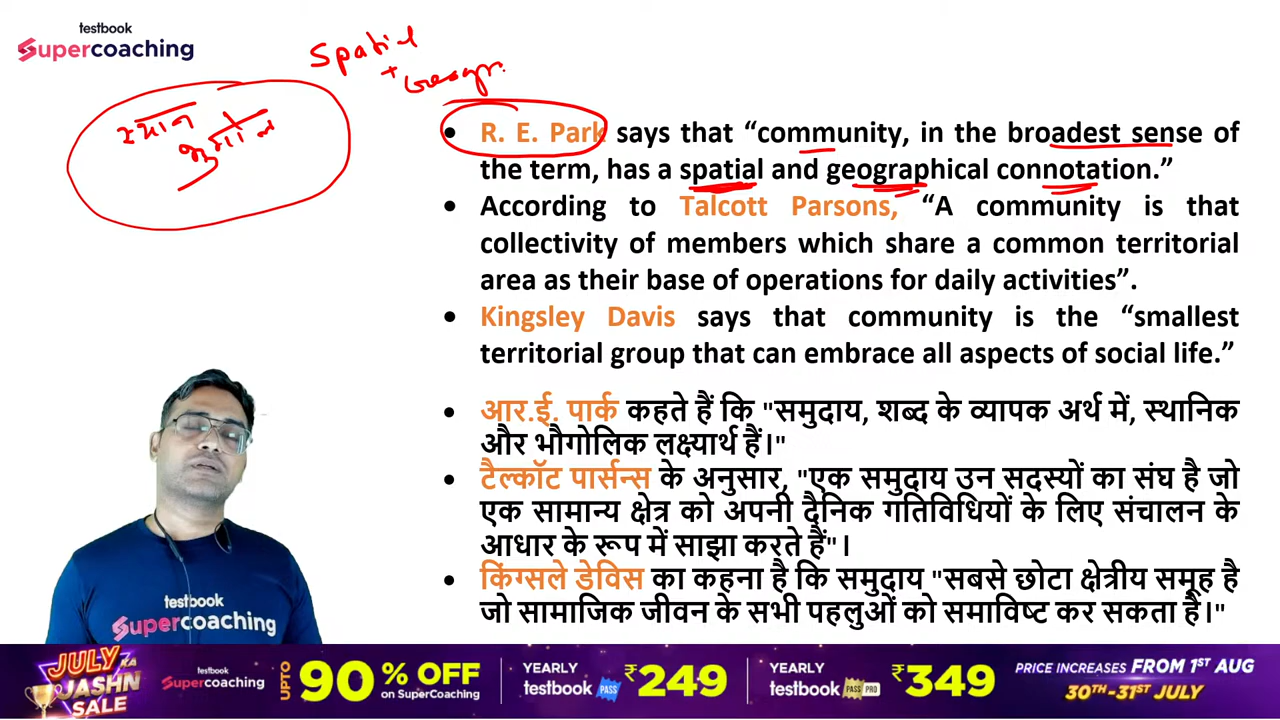 testbook
Supercoaching
Spatial
+ Geogr.
स्थान
• R. E. Park says that “community, in the broadest sense of
the term, has a spatial and geographical connotation.”
• According to Talcott Parsons, “A community is that
collectivity of members which share a common territorial
area as their base of operations for daily activities”.
• Kingsley Davis says that community is the “smallest
territorial group that can embrace all aspects of social life.”
• आर.ई. पार्क कहते हैं कि "समुदाय, शब्द के व्यापक अर्थ में, स्थानिक
और भौगोलिक लक्ष्यार्थ हैं।"
• टैल्कॉट पार्सन्स के अनुसार, "एक समुदाय उन सदस्यों का संघ है जो
एक सामान्य क्षेत्र को अपनी दैनिक गतिविधियों के लिए संचालन के
आधार के रूप में साझा करते हैं"।
• किंग्सले डेविस का कहना है कि समुदाय "सबसे छोटा क्षेत्रीय समूह है
जो सामाजिक जीवन के सभी पहलुओं को समाविष्ट कर सकता है।"
testbook
Supercoaching
JULY का
JASHN
SALE
testbook
Supercoaching
UPTO 90% OFF
on SuperCoaching
YEARLY
testbook PASS
₹249
YEARLY
testbook PASS PRO
₹349
PRICE INCREASES FROM 1ST AUG
30TH-31ST JULY